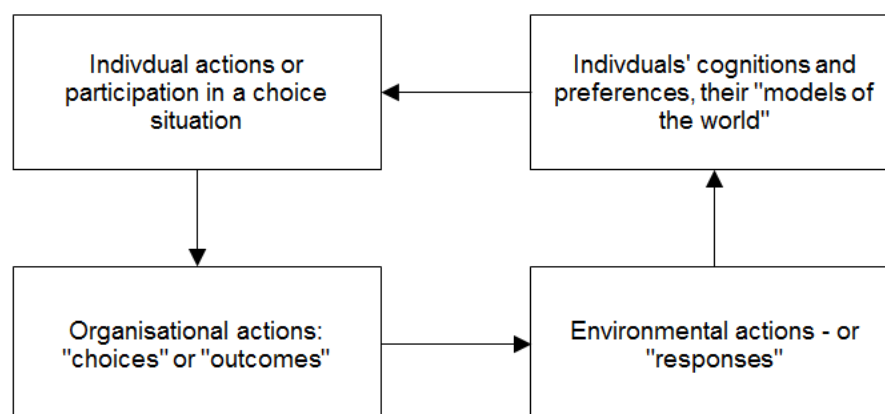 Indivdual actions or
participation in a choice
situation
Indivduals' cognitions and
preferences, their "models of
the world"
Organisational actions:
"choices" or "outcomes"
Environmental actions - or
"responses"